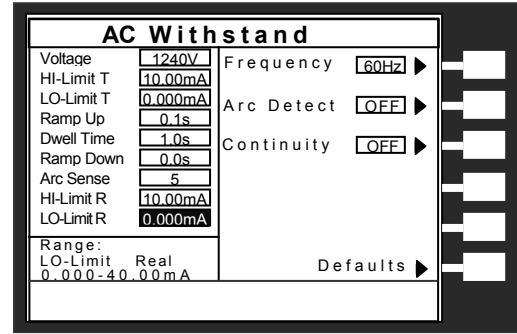 AC Withstand
Voltage 1240V
HI-Limit T 10.00mA
LO-Limit T 0.000mA
Ramp Up 0.1s
Dwell Time 1.0s
Ramp Down 0.0s
Arc Sense 5
HI-Limit R 10.00mA
LO-Limit R 0.000mA
Range:
LO-Limit Real
0.000-40.00mA
Frequency 60Hz
Arc Detect OFF
Continuity OFF
Defaults